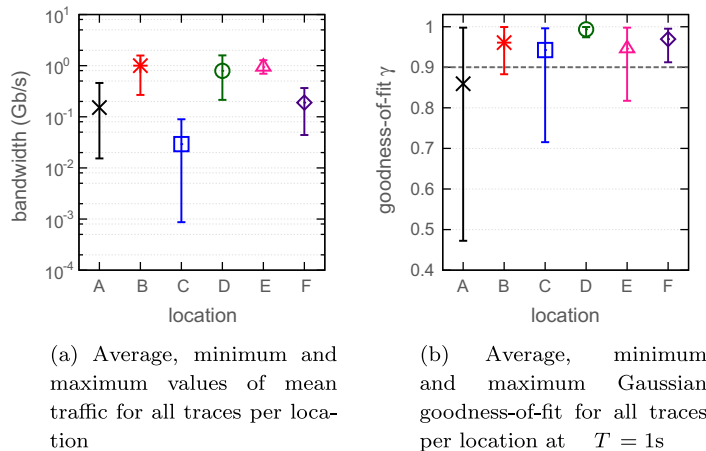 10^1
10^0
10^-1
10^-2
10^-3
10^-4
bandwidth (Gb/s)
A B C D E F
location
1
0.9
0.8
0.7
0.6
0.5
0.4
goodness-of-fit γ
A B C D E F
location
(a) Average, minimum and
maximum values of mean
traffic for all traces per loca-
tion
(b) Average, minimum
and maximum Gaussian
goodness-of-fit for all traces
per location at T = 1s